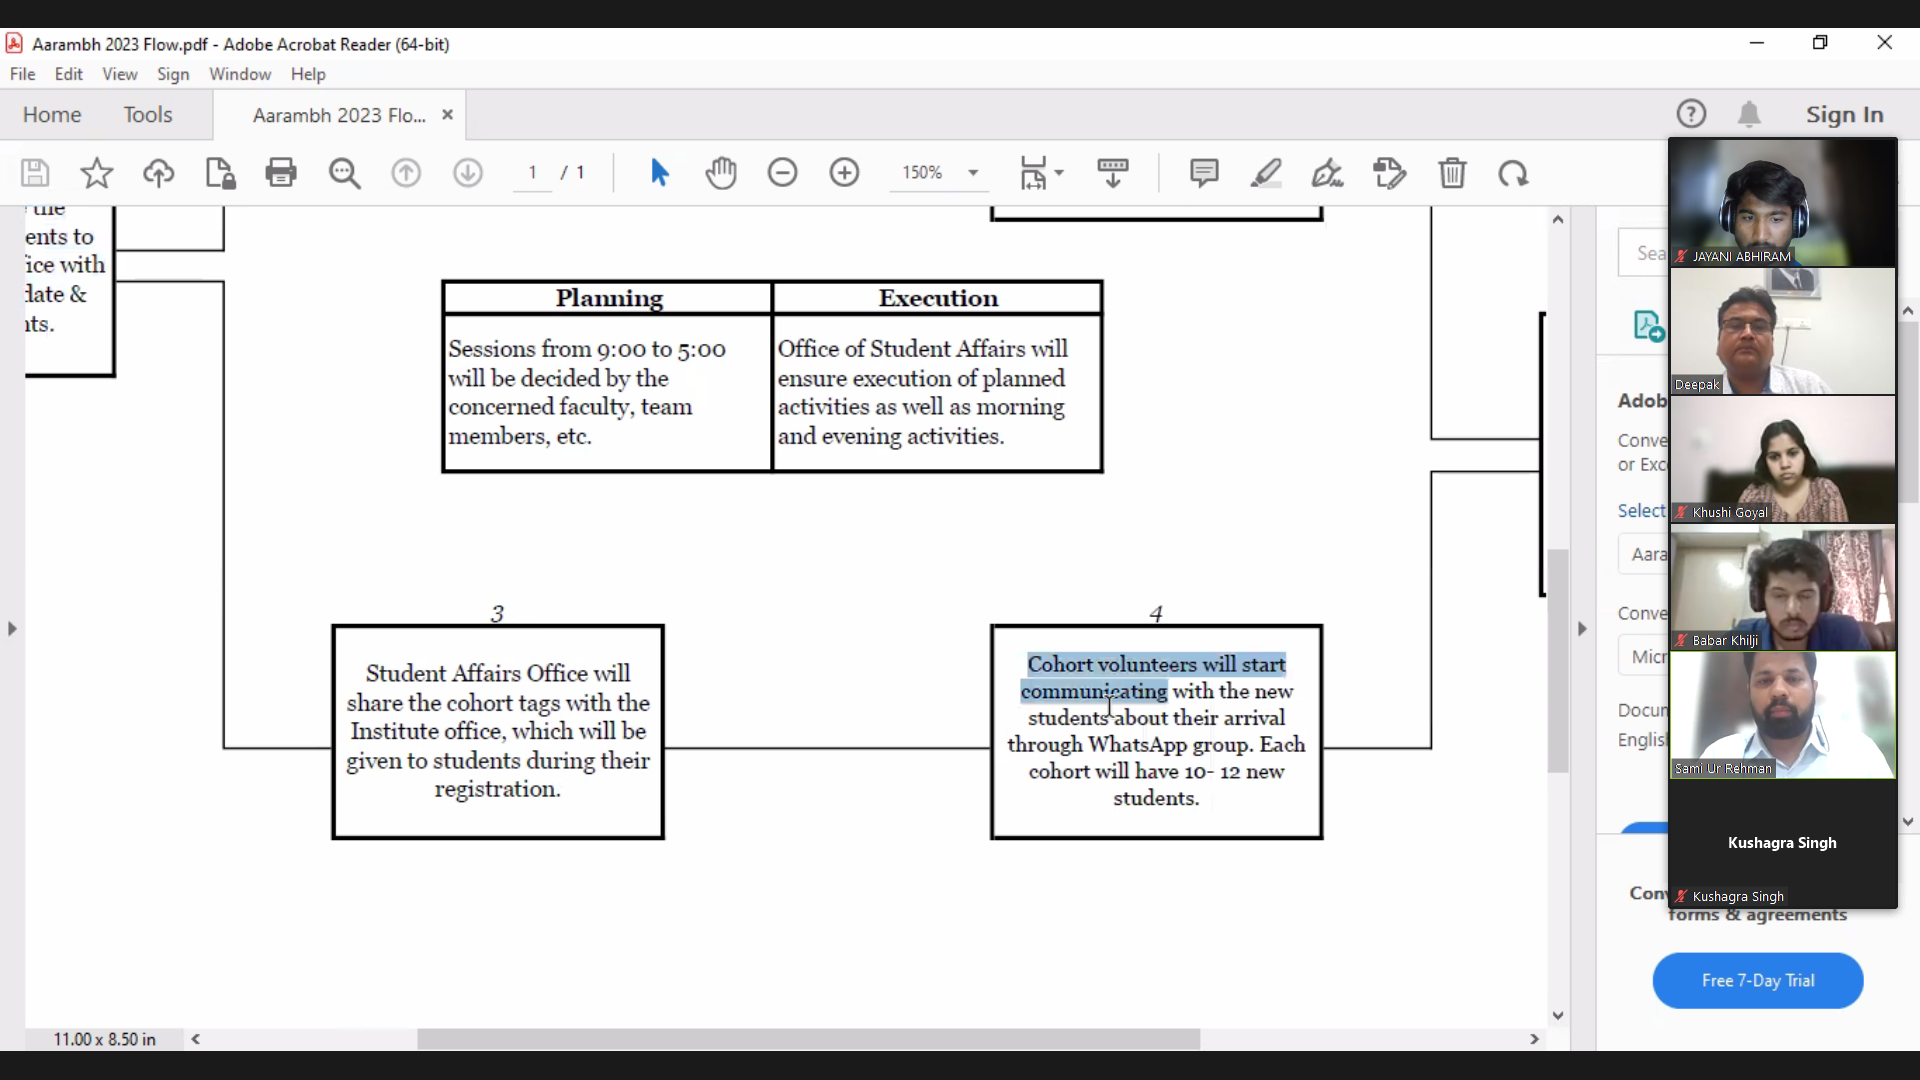 Aarambh 2023 Flow.pdf - Adobe Acrobat Reader (64-bit)
File Edit View Sign Window Help
Home Tools Aarambh 2023 Flo... × Sign In
1 / 1 150%
the
ents to
ice with
date &
nts.
Planning Execution
Sessions from 9:00 to 5:00
will be decided by the
concerned faculty, team
members, etc.
Office of Student Affairs will
ensure execution of planned
activities as well as morning
and evening activities.
3
Student Affairs Office will
share the cohort tags with the
Institute office, which will be
given to students during their
registration.
4
Cohort volunteers will start
communicating with the new
students about their arrival
through WhatsApp group. Each
cohort will have 10- 12 new
students.
Sea
Adob
Conve
or Exc
Select
Aara
Conve
Micr
Docum
English
Con
forms & agreements
Free 7-Day Trial
JAYANI ABHIRAM
Deepak
Khushi Goyal
Babar Khilji
Sami Ur Rehman
Kushagra Singh
Kushagra Singh
11.00 x 8.50 in